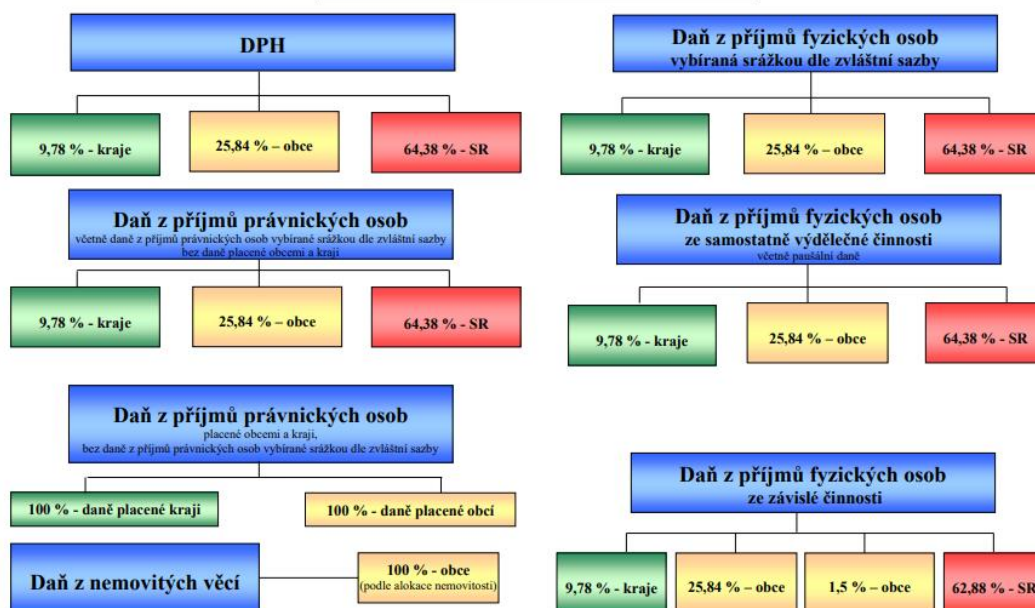 DPH
9,78 % - kraje
25,84 % – obce
64,38 % - SR
Daň z příjmů fyzických osob
vybíraná srážkou dle zvláštní sazby
9,78 % - kraje
25,84 % – obce
64,38 % - SR
Daň z příjmů právnických osob
včetně daně z příjmů právnických osob vybírané srážkou dle zvláštní sazby
bez daně placené obcemi a kraji
9,78 % - kraje
25,84 % – obce
64,38 % - SR
Daň z příjmů fyzických osob
ze samostatně výdělečné činnosti
včetně paušální daně
9,78 % - kraje
25,84 % – obce
64,38 % - SR
Daň z příjmů právnických osob
placené obcemi a kraji,
bez daně z příjmů právnických osob vybírané srážkou dle zvláštní sazby
100 % - daně placené kraji
100 % - daně placené obcí
Daň z nemovitých věcí
100 % - obce
(podle alokace nemovitosti)
Daň z příjmů fyzických osob
ze závislé činnosti
9,78 % - kraje
25,84 % – obce
1,5 % – obce
62,88 % - SR